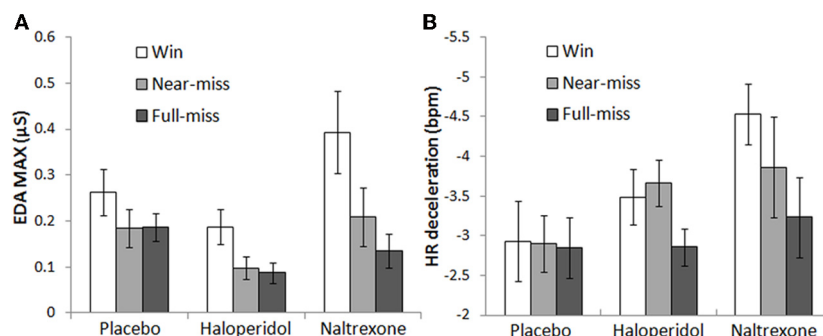 A
EDA MAX (µS)
0.6
0.5
0.4
0.3
0.2
0.1
0
Win
Near-miss
Full-miss
Placebo
Haloperidol
Naltrexone
B
HR deceleration (bpm)
-5.5
-5
-4.5
-4
-3.5
-3
-2.5
-2
Win
Near-miss
Full-miss
Placebo
Haloperidol
Naltrexone